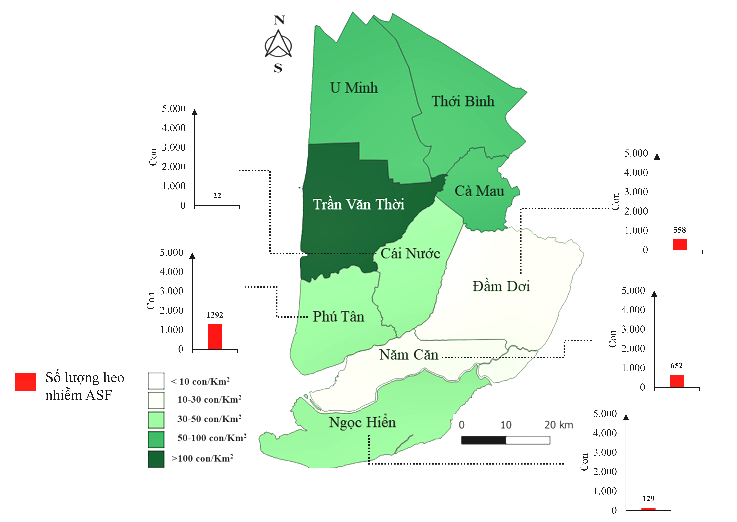 N
S
U Minh
Thới Bình
Trần Văn Thời
Cà Mau
Cái Nước
Đầm Dơi
Phú Tân
Năm Căn
Ngọc Hiển
5.000
4.000
3.000
2.000
1.000
0
Con
22
5.000
4.000
3.000
2.000
1.000
0
Con
1292
5.000
4.000
3.000
2.000
1.000
0
Con
558
5.000
4.000
3.000
2.000
1.000
0
Con
652
5.000
4.000
3.000
2.000
1,000
0
Con
129
Số lượng heo
nhiễm ASF
< 10 con/Km²
10-30 con/Km²
30-50 con/Km²
50-100 con/Km²
>100 con/Km²
0 10 20 km